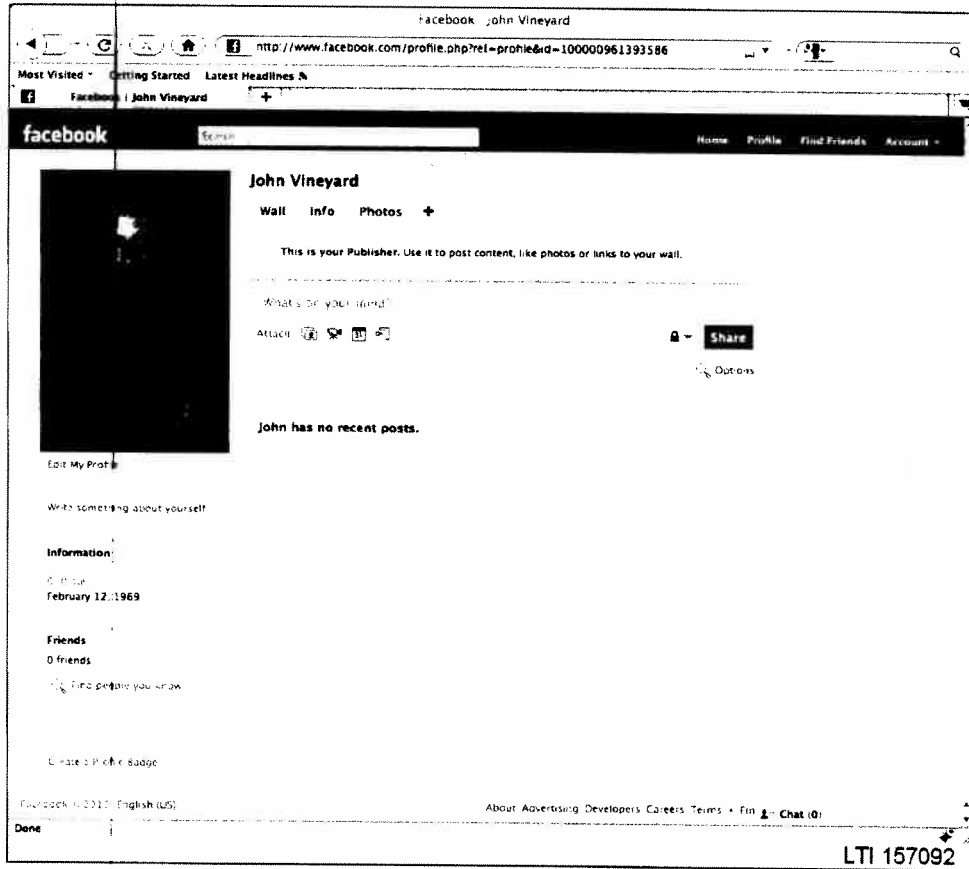 Facebook John Vineyard
http://www.facebook.com/profile.php?ref=profile&id=100000961393586
Most Visited Getting Started Latest Headlines
Facebook | John Vineyard +
facebook Search Home Profile Find Friends Account
John Vineyard
Wall Info Photos +
This is your Publisher. Use it to post content, like photos or links to your wall.
What's on your mind?
Attach 31 Share
Options
John has no recent posts.
Edit My Profile
Write something about yourself
Information
February 12, 1969
Friends
0 friends
Find people you know
Create a Profile Badge
Facebook English (US) About Advertising Developers Careers Terms • Fin Chat (0)
Done
LTI 157092